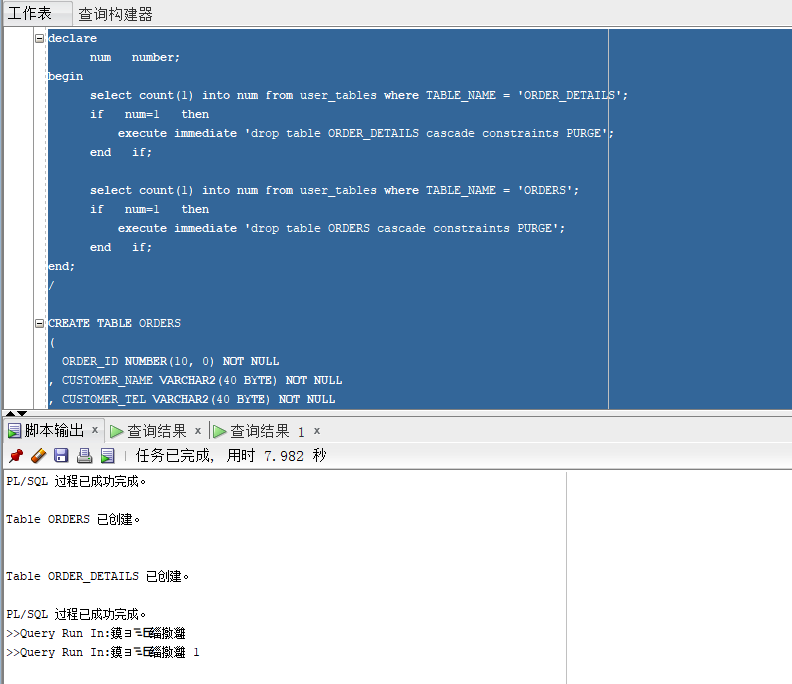 工作表 查询构建器
declare
num number;
begin
select count(1) into num from user_tables where TABLE_NAME = 'ORDER_DETAILS';
if num=1 then
execute immediate 'drop table ORDER_DETAILS cascade constraints PURGE';
end if;
select count(1) into num from user_tables where TABLE_NAME = 'ORDERS';
if num=1 then
execute immediate 'drop table ORDERS cascade constraints PURGE';
end if;
end;
/
CREATE TABLE ORDERS
(
ORDER_ID NUMBER(10, 0) NOT NULL
, CUSTOMER_NAME VARCHAR2(40 BYTE) NOT NULL
, CUSTOMER_TEL VARCHAR2(40 BYTE) NOT NULL
脚本输出 x 查询结果 x 查询结果 1 x
任务已完成, 用时 7.982 秒
PL/SQL 过程已成功完成。
Table ORDERS 已创建。
Table ORDER_DETAILS 已创建。
PL/SQL 过程已成功完成。
>>Query Run In:
>>Query Run In: 1